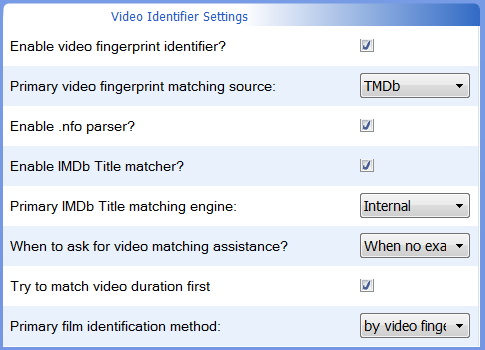 Video Identifier Settings
Enable video fingerprint identifier?
Primary video fingerprint matching source: TMDb
Enable .nfo parser?
Enable IMDb Title matcher?
Primary IMDb Title matching engine: Internal
When to ask for video matching assistance? When no exa
Try to match video duration first
Primary film identification method: by video finge